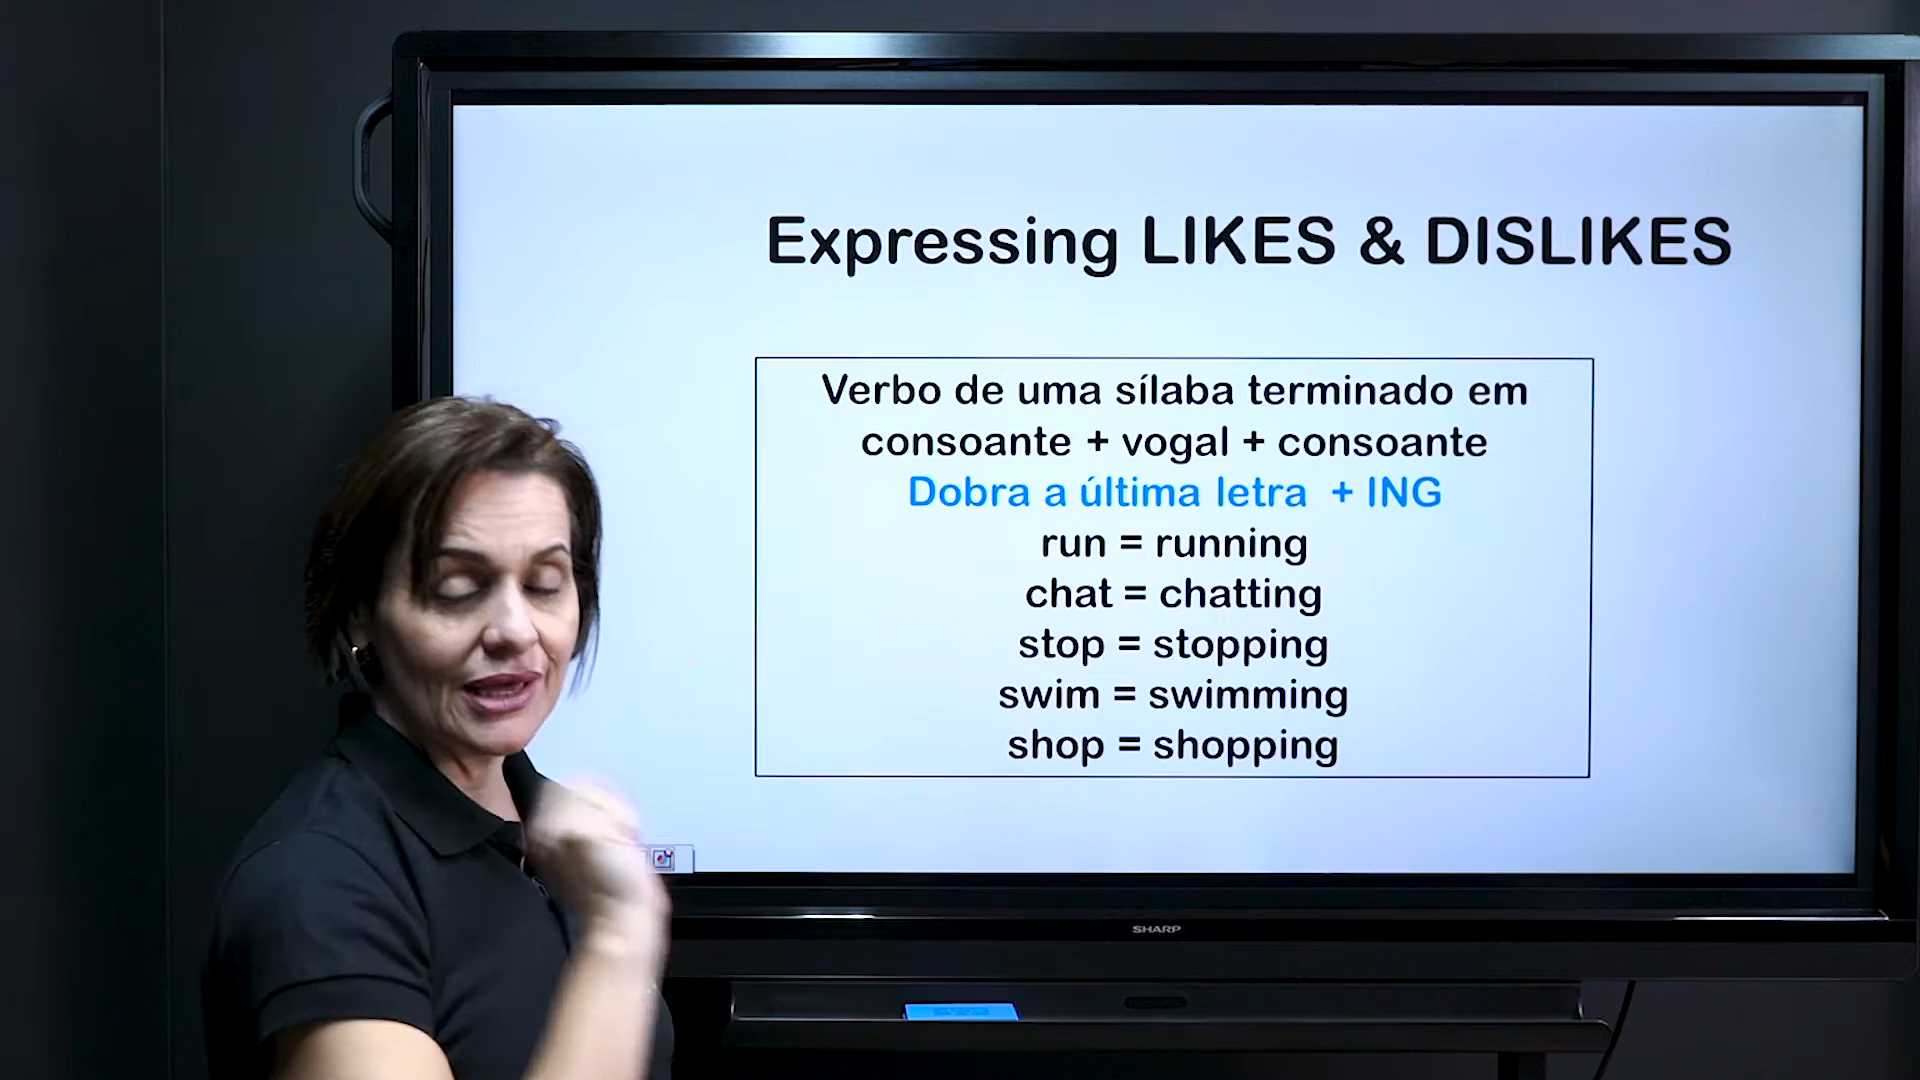 Expressing LIKES & DISLIKES
Verbo de uma sílaba terminado em
consoante + vogal + consoante
Dobra a última letra + ING
run = running
chat = chatting
stop = stopping
swim = swimming
shop = shopping
SHARP